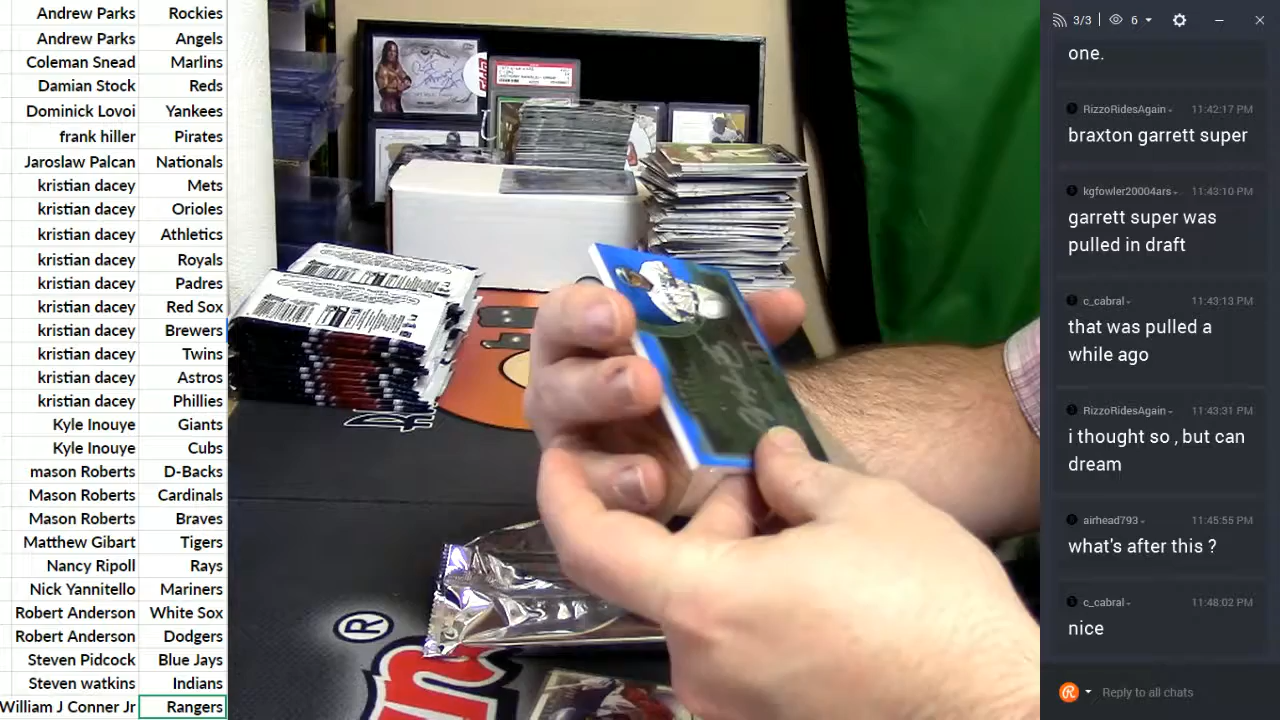 Andrew Parks Rockies
Andrew Parks Angels
Coleman Snead Marlins
Damian Stock Reds
Dominick Lovoi Yankees
frank hiller Pirates
Jaroslaw Palcan Nationals
kristian dacey Mets
kristian dacey Orioles
kristian dacey Athletics
kristian dacey Royals
kristian dacey Padres
kristian dacey Red Sox
kristian dacey Brewers
kristian dacey Twins
kristian dacey Astros
kristian dacey Phillies
Kyle Inouye Giants
Kyle Inouye Cubs
mason Roberts D-Backs
Mason Roberts Cardinals
Mason Roberts Braves
Matthew Gibart Tigers
Nancy Ripoll Rays
Nick Yannitello Mariners
Robert Anderson White Sox
Robert Anderson Dodgers
Steven Pidcock Blue Jays
Steven watkins Indians
William J Conner Jr Rangers
®
3/3 6
one.
RizzoRidesAgain 11:42:17 PM
braxton garrett super
kgfowler20004ars 11:43:10 PM
garrett super was
pulled in draft
c_cabral 11:43:13 PM
that was pulled a
while ago
RizzoRidesAgain 11:43:31 PM
i thought so , but can
dream
airhead793 11:45:55 PM
what's after this ?
c_cabral 11:48:02 PM
nice
Reply to all chats